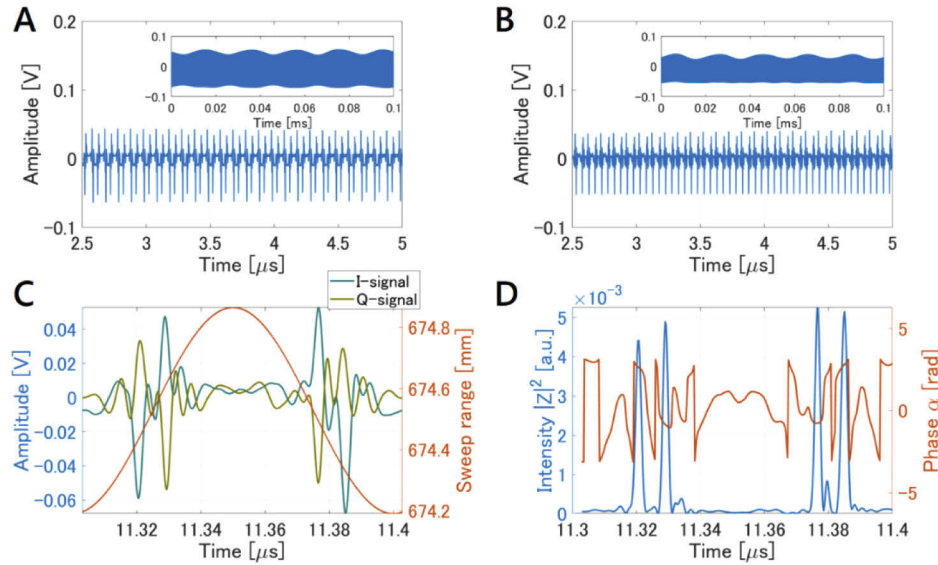 A
0.2
0.1
0
−0.1
Amplitude [V]
0.1
0
−0.1
0 0.02 0.04 0.06 0.08 0.1
Time [ms]
2.5 3 3.5 4 4.5 5
Time [μs]
B
0.2
0.1
0
−0.1
Amplitude [V]
0.1
0
−0.1
0 0.02 0.04 0.06 0.08 0.1
Time [ms]
2.5 3 3.5 4 4.5 5
Time [μs]
C
I−signal
Q−signal
0.04
0.02
0
−0.02
−0.04
−0.06
Amplitude [V]
674.8
674.6
674.4
674.2
Sweep range [mm]
11.32 11.34 11.36 11.38 11.4
Time [μs]
D
×10⁻³
5
4
3
2
1
0
Intensity |Z|² [a.u.]
5
0
−5
Phase α [rad]
11.3 11.32 11.34 11.36 11.38 11.4
Time [μs]